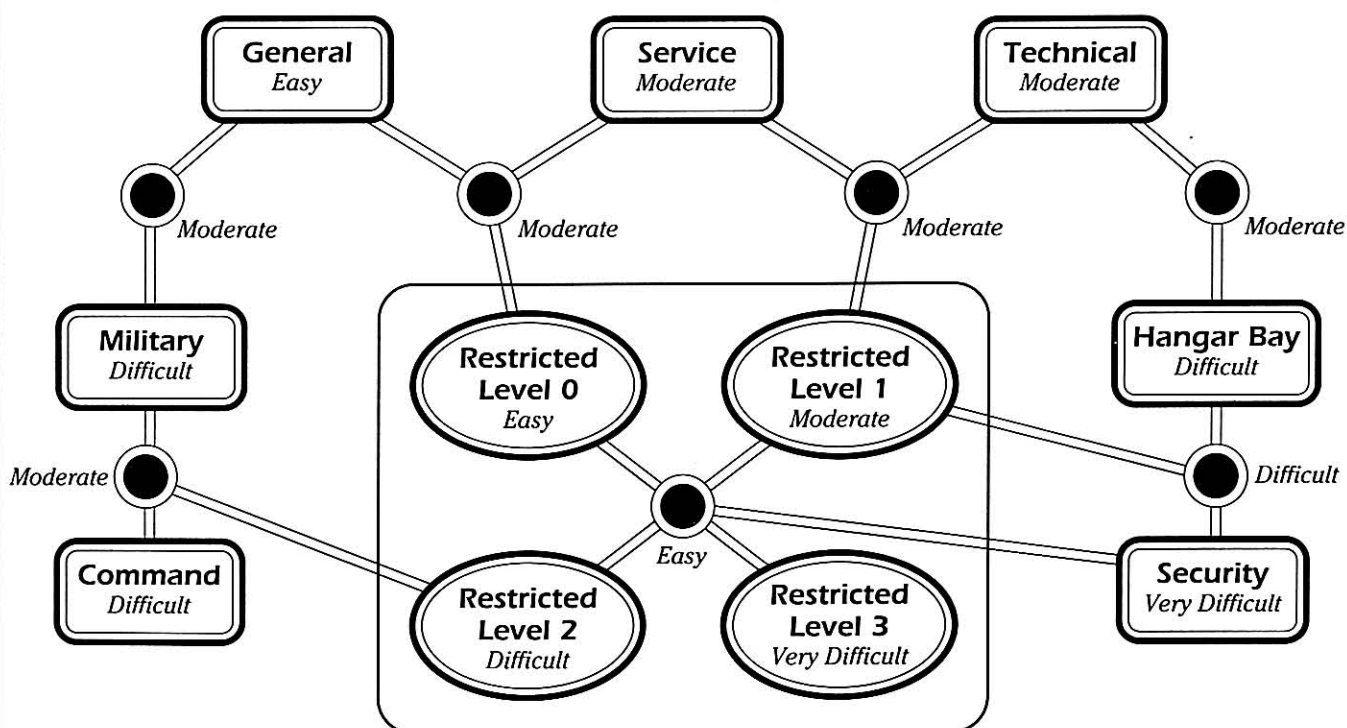 General
Easy
Service
Moderate
Technical
Moderate
Moderate
Moderate
Moderate
Moderate
Military
Difficult
Restricted
Level 0
Easy
Restricted
Level 1
Moderate
Hangar Bay
Difficult
Moderate
Difficult
Easy
Command
Difficult
Restricted
Level 2
Difficult
Restricted
Level 3
Very Difficult
Security
Very Difficult